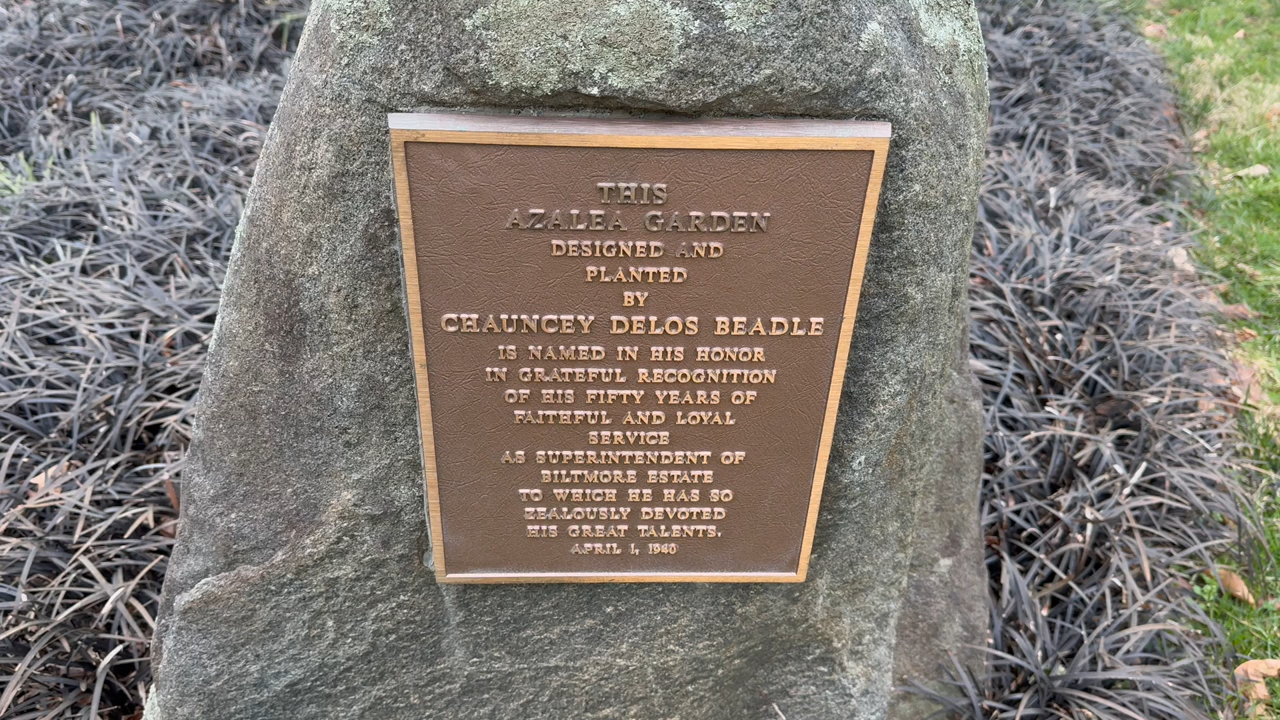 THIS
AZALEA GARDEN
DESIGNED AND
PLANTED
BY
CHAUNCEY DELOS BEADLE
IS NAMED IN HIS HONOR
IN GRATEFUL RECOGNITION
OF HIS FIFTY YEARS OF
FAITHFUL AND LOYAL
SERVICE
AS SUPERINTENDENT OF
BILTMORE ESTATE
TO WHICH HE HAS SO
ZEALOUSLY DEVOTED
HIS GREAT TALENTS.
APRIL 1, 1940